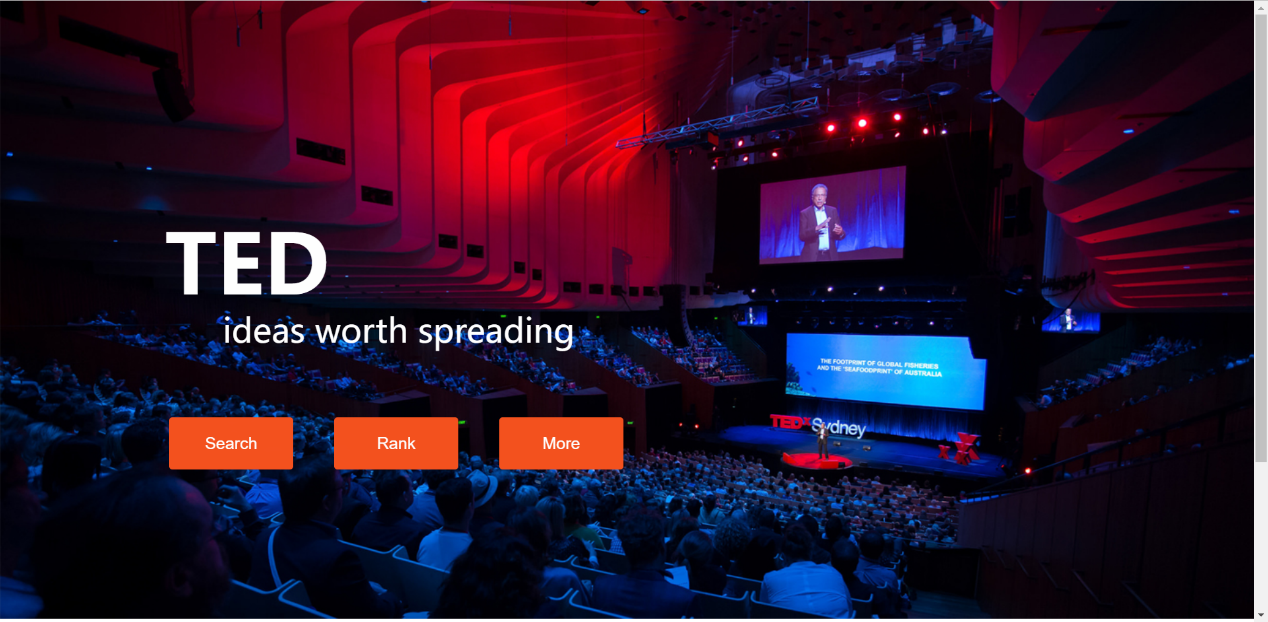 TED
ideas worth spreading
Search
Rank
More
THE FOOTPRINT OF GLOBAL FISHERIES
AND THE 'SEAFOODPRINT' OF AUSTRALIA
TEDxSydney